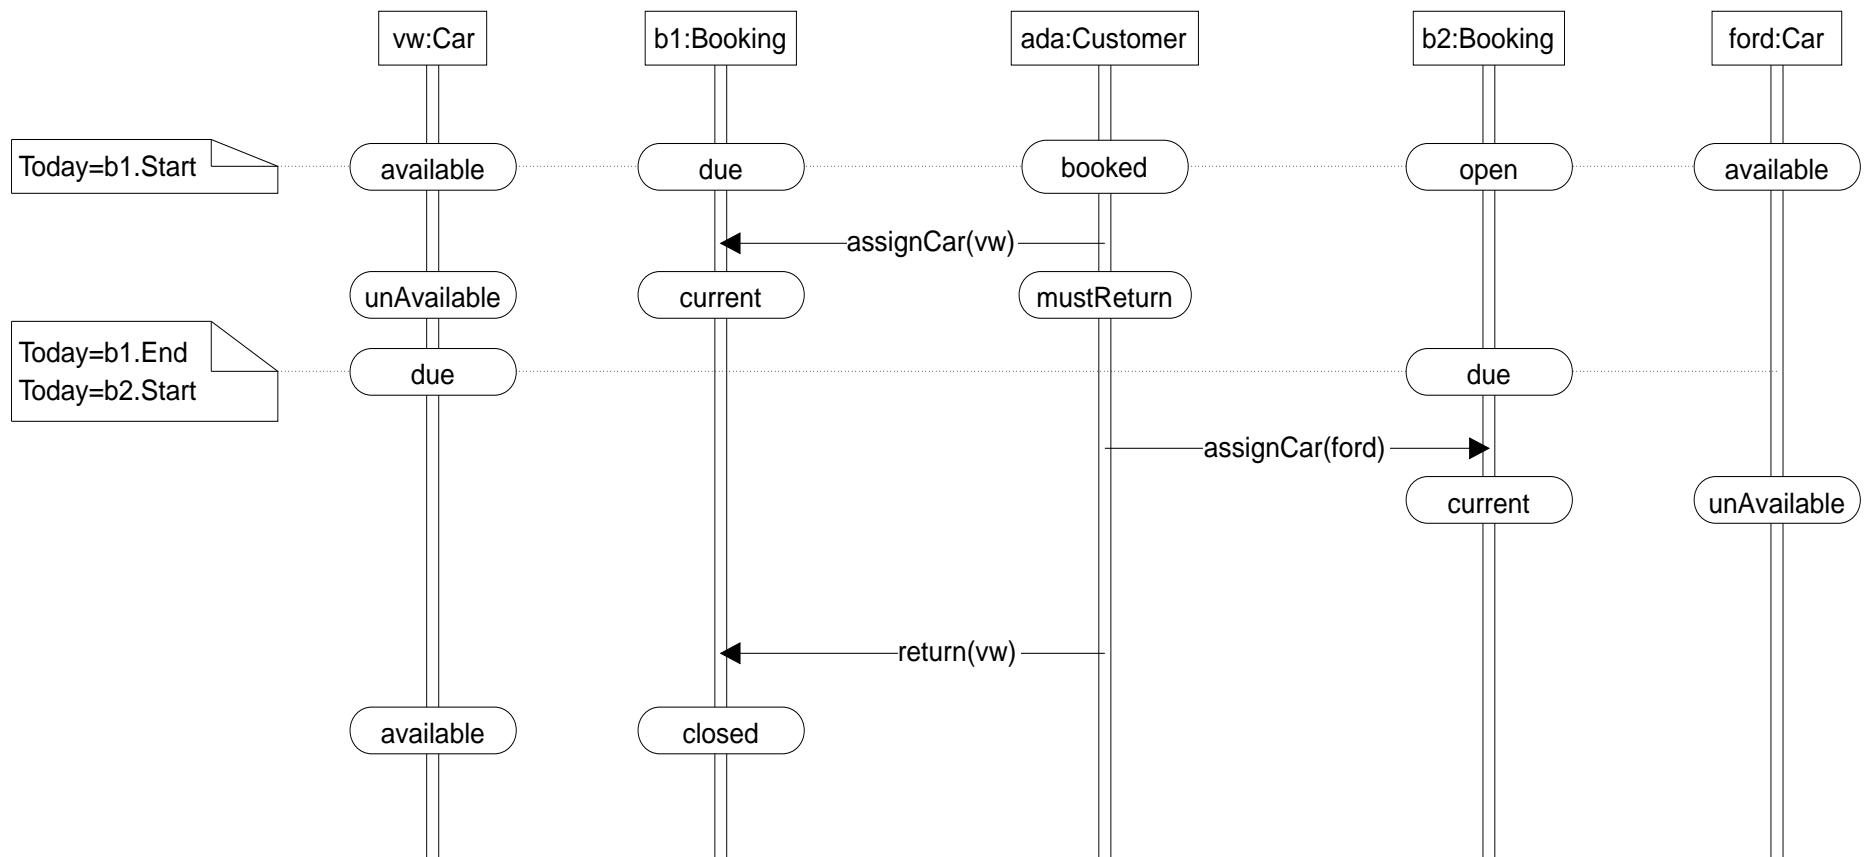 vw:Car
b1:Booking
ada:Customer
b2:Booking
ford:Car
Today=b1.Start
available
due
booked
open
available
assignCar(vw)
unAvailable
current
mustReturn
Today=b1.End
Today=b2.Start
due
due
assignCar(ford)
current
unAvailable
return(vw)
available
closed